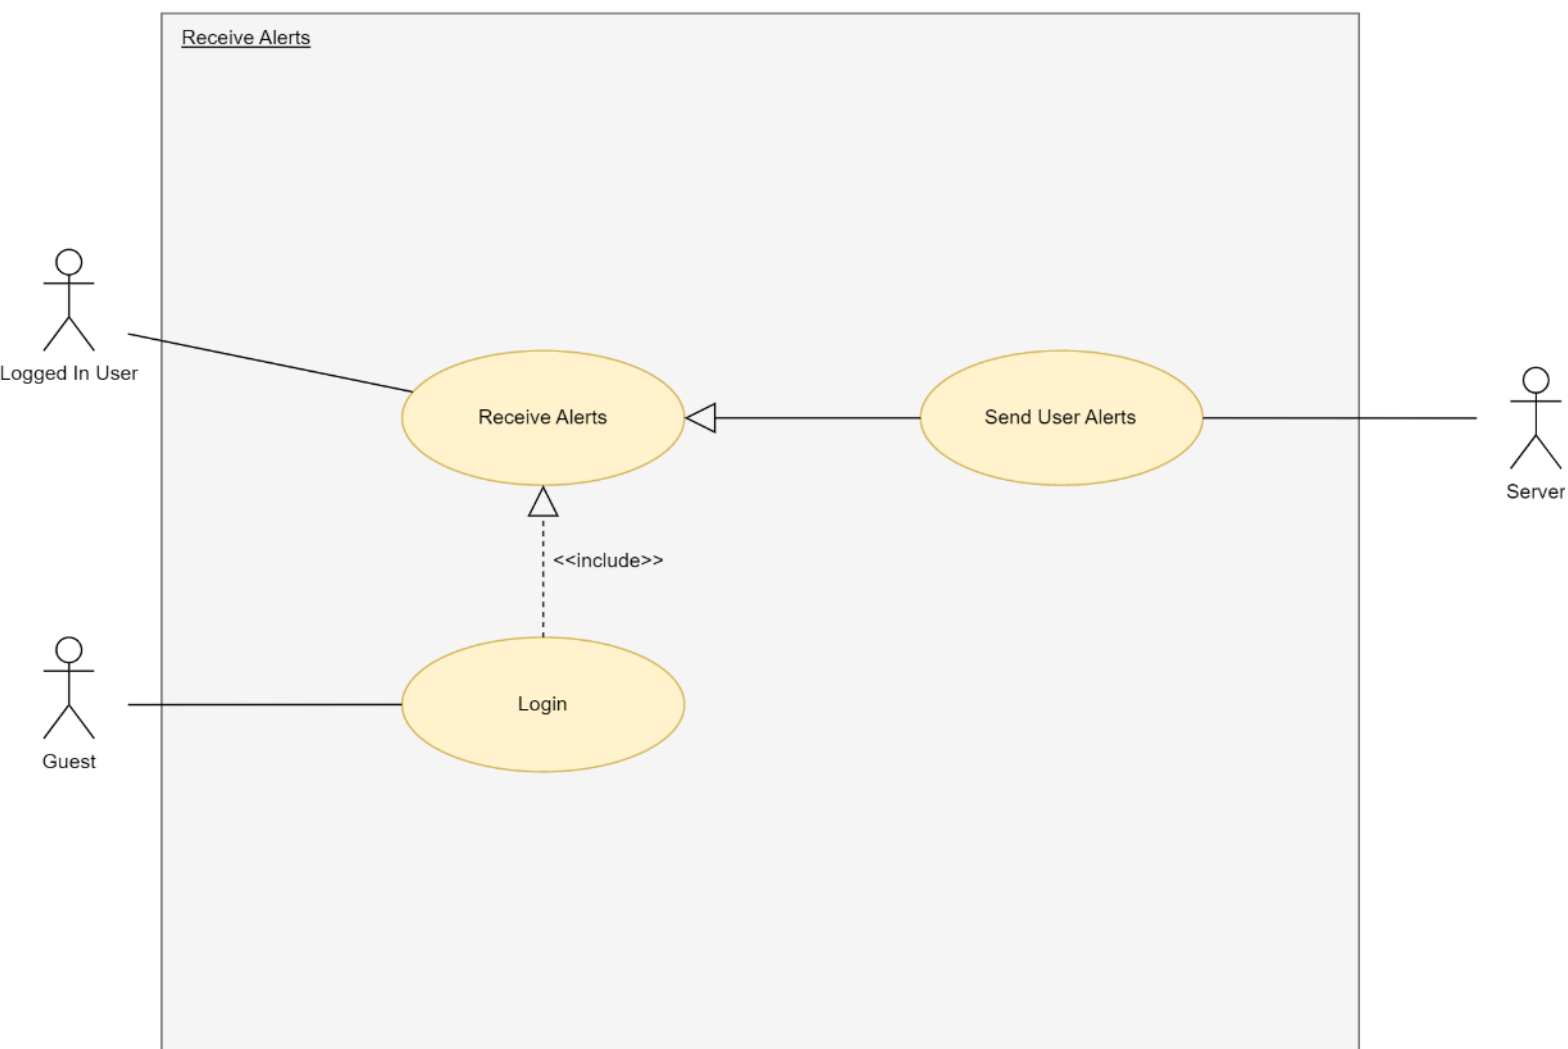 Receive Alerts
Logged In User
Receive Alerts
Send User Alerts
Server
<<include>>
Login
Guest